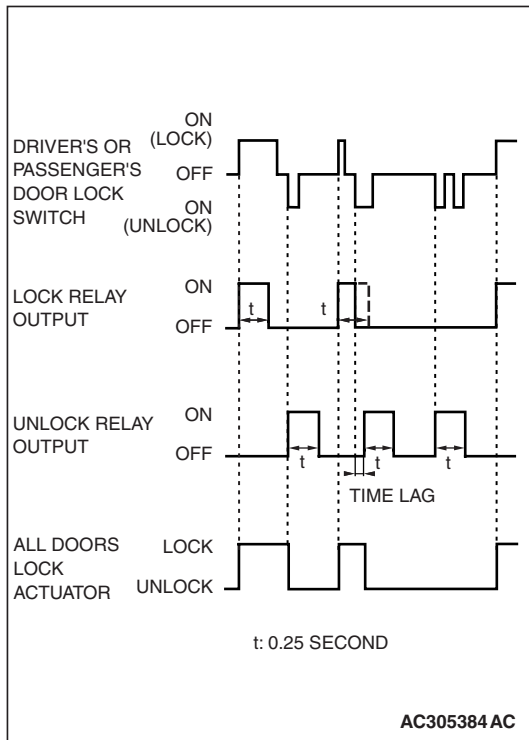 ON
(LOCK)
DRIVER'S OR
PASSENGER'S
DOOR LOCK
SWITCH
OFF
ON
(UNLOCK)
LOCK RELAY
OUTPUT
ON
OFF
t
t
UNLOCK RELAY
OUTPUT
ON
OFF
t
t
t
TIME LAG
ALL DOORS
LOCK
ACTUATOR
LOCK
UNLOCK
t: 0.25 SECOND
AC305384 AC